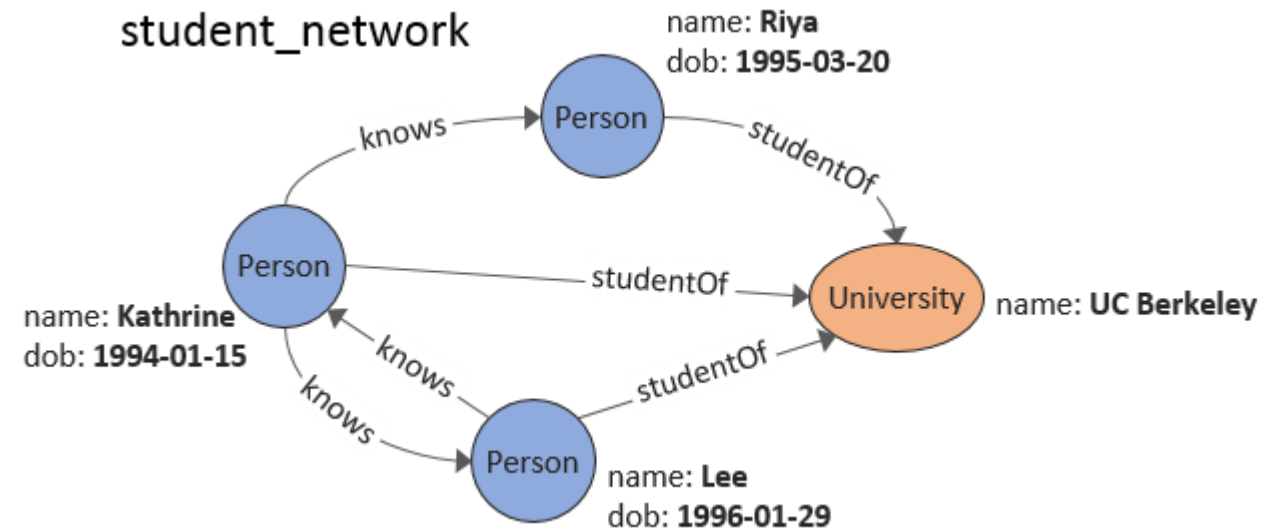 student_network
name: Riya
dob: 1995-03-20
Person
knows
studentOf
Person
studentOf
University
name: UC Berkeley
name: Kathrine
dob: 1994-01-15
knows
studentOf
knows
Person
name: Lee
dob: 1996-01-29